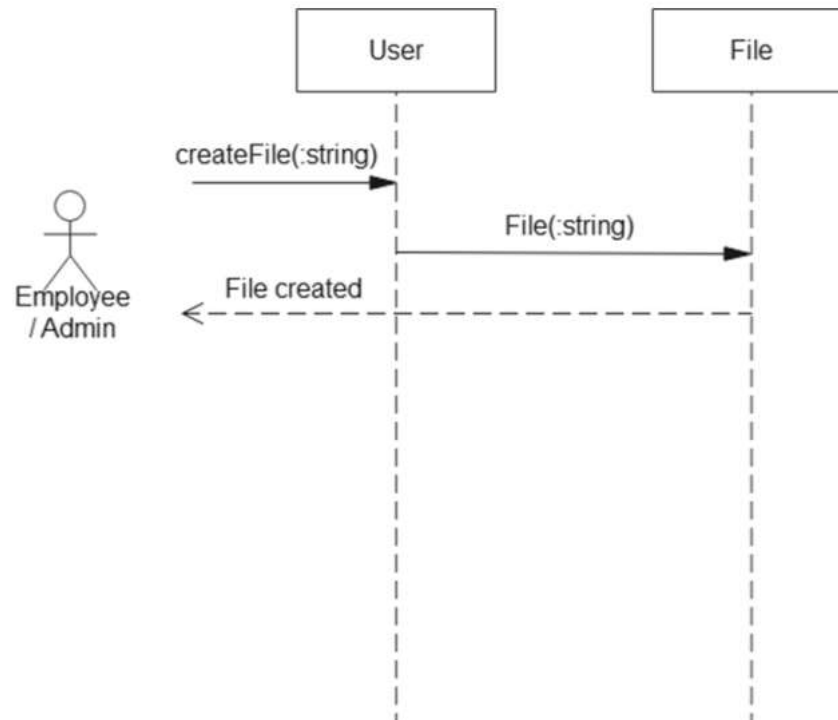 User
File
createFile(:string)
File(:string)
File created
Employee
/ Admin